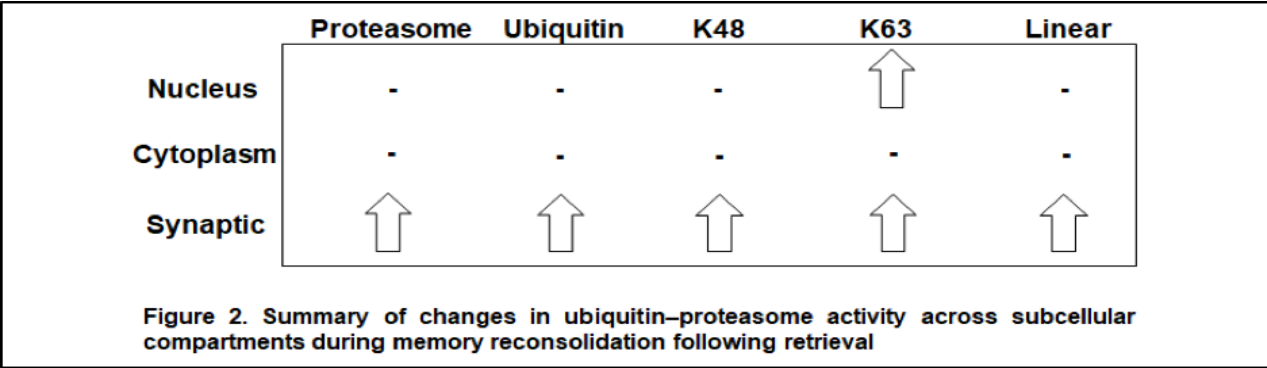 Proteasome Ubiquitin K48 K63 Linear
Nucleus - - - -
Cytoplasm - - - - -
Synaptic
Figure 2. Summary of changes in ubiquitin–proteasome activity across subcellular
compartments during memory reconsolidation following retrieval